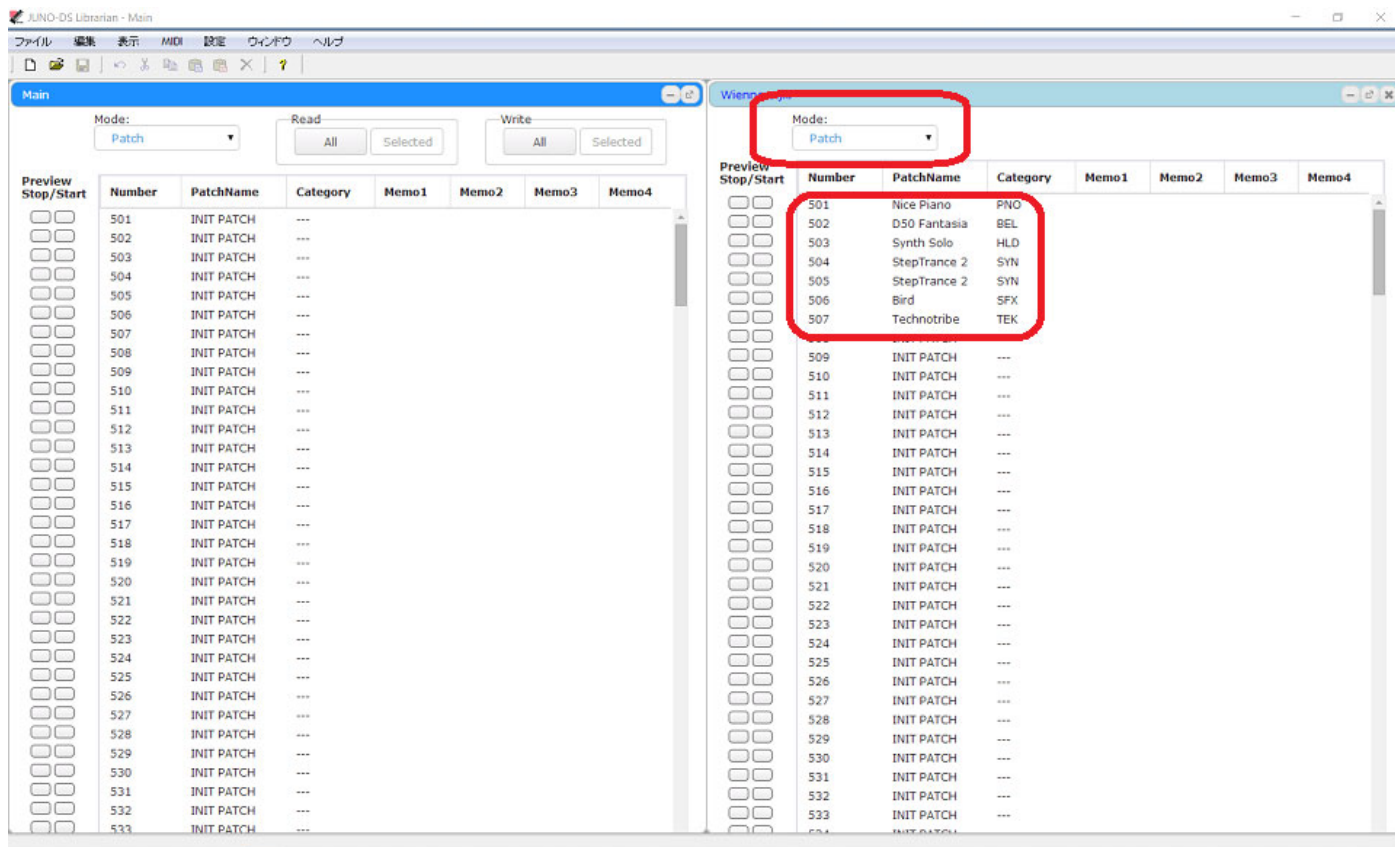 JUNO-DS Librarian - Main
ファイル 編集 表示 MIDI 設定 ウィンドウ ヘルプ
Main
Mode:
Patch
Read
All Selected
Write
All Selected
Preview
Stop/Start
Number PatchName Category Memo1 Memo2 Memo3 Memo4
501 INIT PATCH ---
502 INIT PATCH ---
503 INIT PATCH ---
504 INIT PATCH ---
505 INIT PATCH ---
506 INIT PATCH ---
507 INIT PATCH ---
508 INIT PATCH ---
509 INIT PATCH ---
510 INIT PATCH ---
511 INIT PATCH ---
512 INIT PATCH ---
513 INIT PATCH ---
514 INIT PATCH ---
515 INIT PATCH ---
516 INIT PATCH ---
517 INIT PATCH ---
518 INIT PATCH ---
519 INIT PATCH ---
520 INIT PATCH ---
521 INIT PATCH ---
522 INIT PATCH ---
523 INIT PATCH ---
524 INIT PATCH ---
525 INIT PATCH ---
526 INIT PATCH ---
527 INIT PATCH ---
528 INIT PATCH ---
529 INIT PATCH ---
530 INIT PATCH ---
531 INIT PATCH ---
532 INIT PATCH ---
533 INIT PATCH ---
Mode:
Patch
Preview
Stop/Start
Number PatchName Category Memo1 Memo2 Memo3 Memo4
501 Nice Piano PNO
502 D50 Fantasia BEL
503 Synth Solo HLD
504 StepTrance 2 SYN
505 StepTrance 2 SYN
506 Bird SFX
507 Technotribe TEK
509 INIT PATCH ---
510 INIT PATCH ---
511 INIT PATCH ---
512 INIT PATCH ---
513 INIT PATCH ---
514 INIT PATCH ---
515 INIT PATCH ---
516 INIT PATCH ---
517 INIT PATCH ---
518 INIT PATCH ---
519 INIT PATCH ---
520 INIT PATCH ---
521 INIT PATCH ---
522 INIT PATCH ---
523 INIT PATCH ---
524 INIT PATCH ---
525 INIT PATCH ---
526 INIT PATCH ---
527 INIT PATCH ---
528 INIT PATCH ---
529 INIT PATCH ---
530 INIT PATCH ---
531 INIT PATCH ---
532 INIT PATCH ---
533 INIT PATCH ---